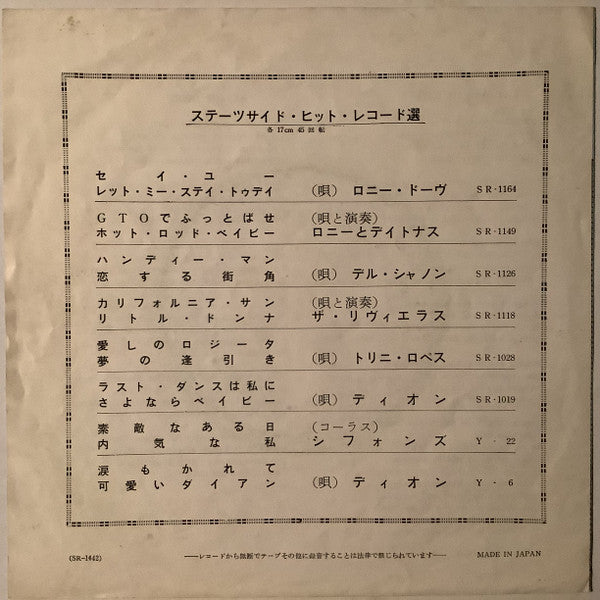 ステーツサイド・ヒット・レコード選
各 17cm 45 回転
セイ・ユー
レット・ミー・ステイ・トゥデイ (唄) ロニー・ドーヴ SR-1164
GTOでふっとばせ (唄と演奏)
ホット・ロッド・ベイビー ロニーとデイトナス SR-1149
ハンディー・マン
恋する街角 (唄) デル・シャノン SR-1126
カリフォルニア・サン (唄と演奏)
リトル・ドンナ ザ・リヴィエラス SR-1118
愛しのロジータ
夢の逢引き (唄) トリニ・ロペス SR-1028
ラスト・ダンスは私に
さよならベイビー (唄) ディオン SR-1019
素敵なある日 (コーラス)
内気な私 シフォンズ Y-22
涙もかれて
可愛いダイアン (唄) ディオン Y-6
(SR-1442) ──レコードから無断でテープその他に録音することは法律で禁じられています── MADE IN JAPAN